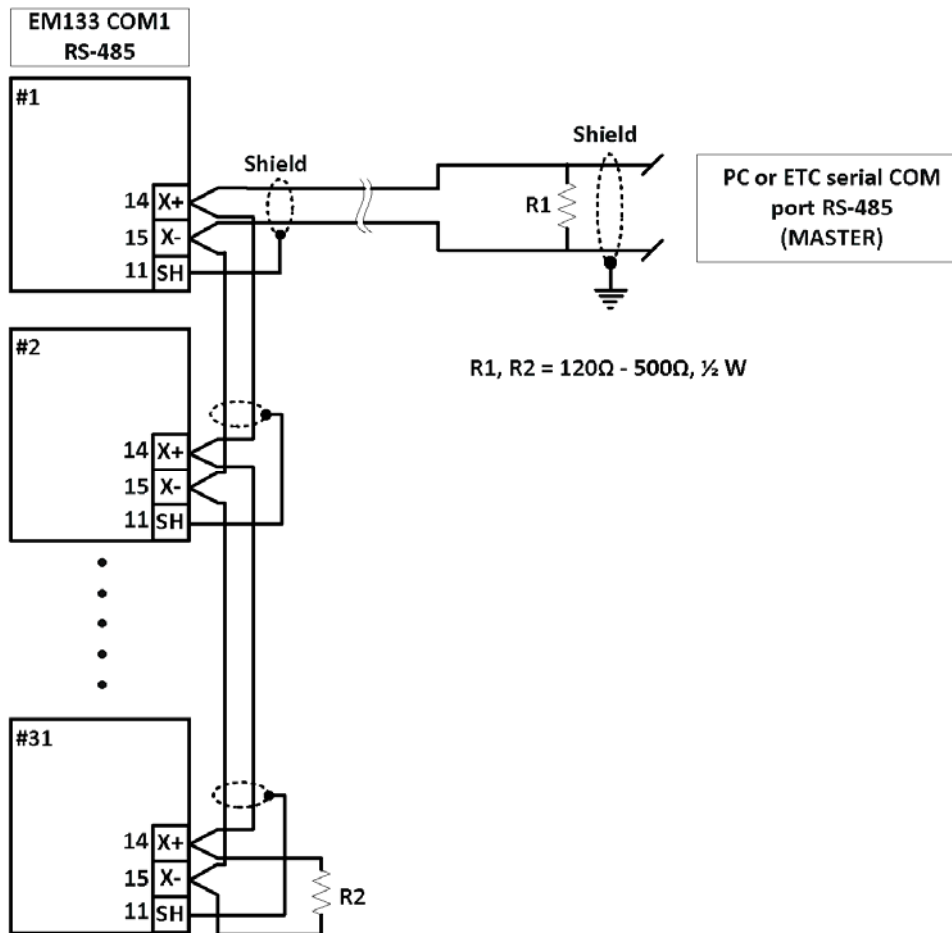 EM133 COM1
RS-485
#1
Shield
Shield
PC or ETC serial COM
port RS-485
(MASTER)
R1
14 X+
15 X-
11 SH
#2
R1, R2 = 120Ω - 500Ω, ½ W
14 X+
15 X-
11 SH
#31
14 X+
15 X-
11 SH
R2